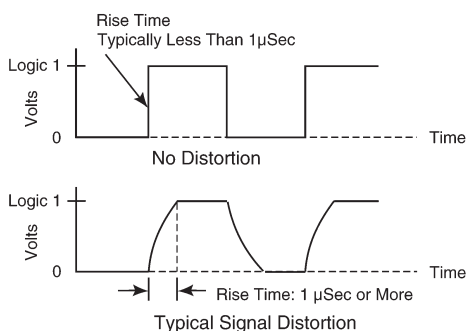 Rise Time
Typically Less Than 1µSec
Logic 1
Volts
0
Time
No Distortion
Logic 1
Volts
0
Time
Rise Time: 1 µSec or More
Typical Signal Distortion